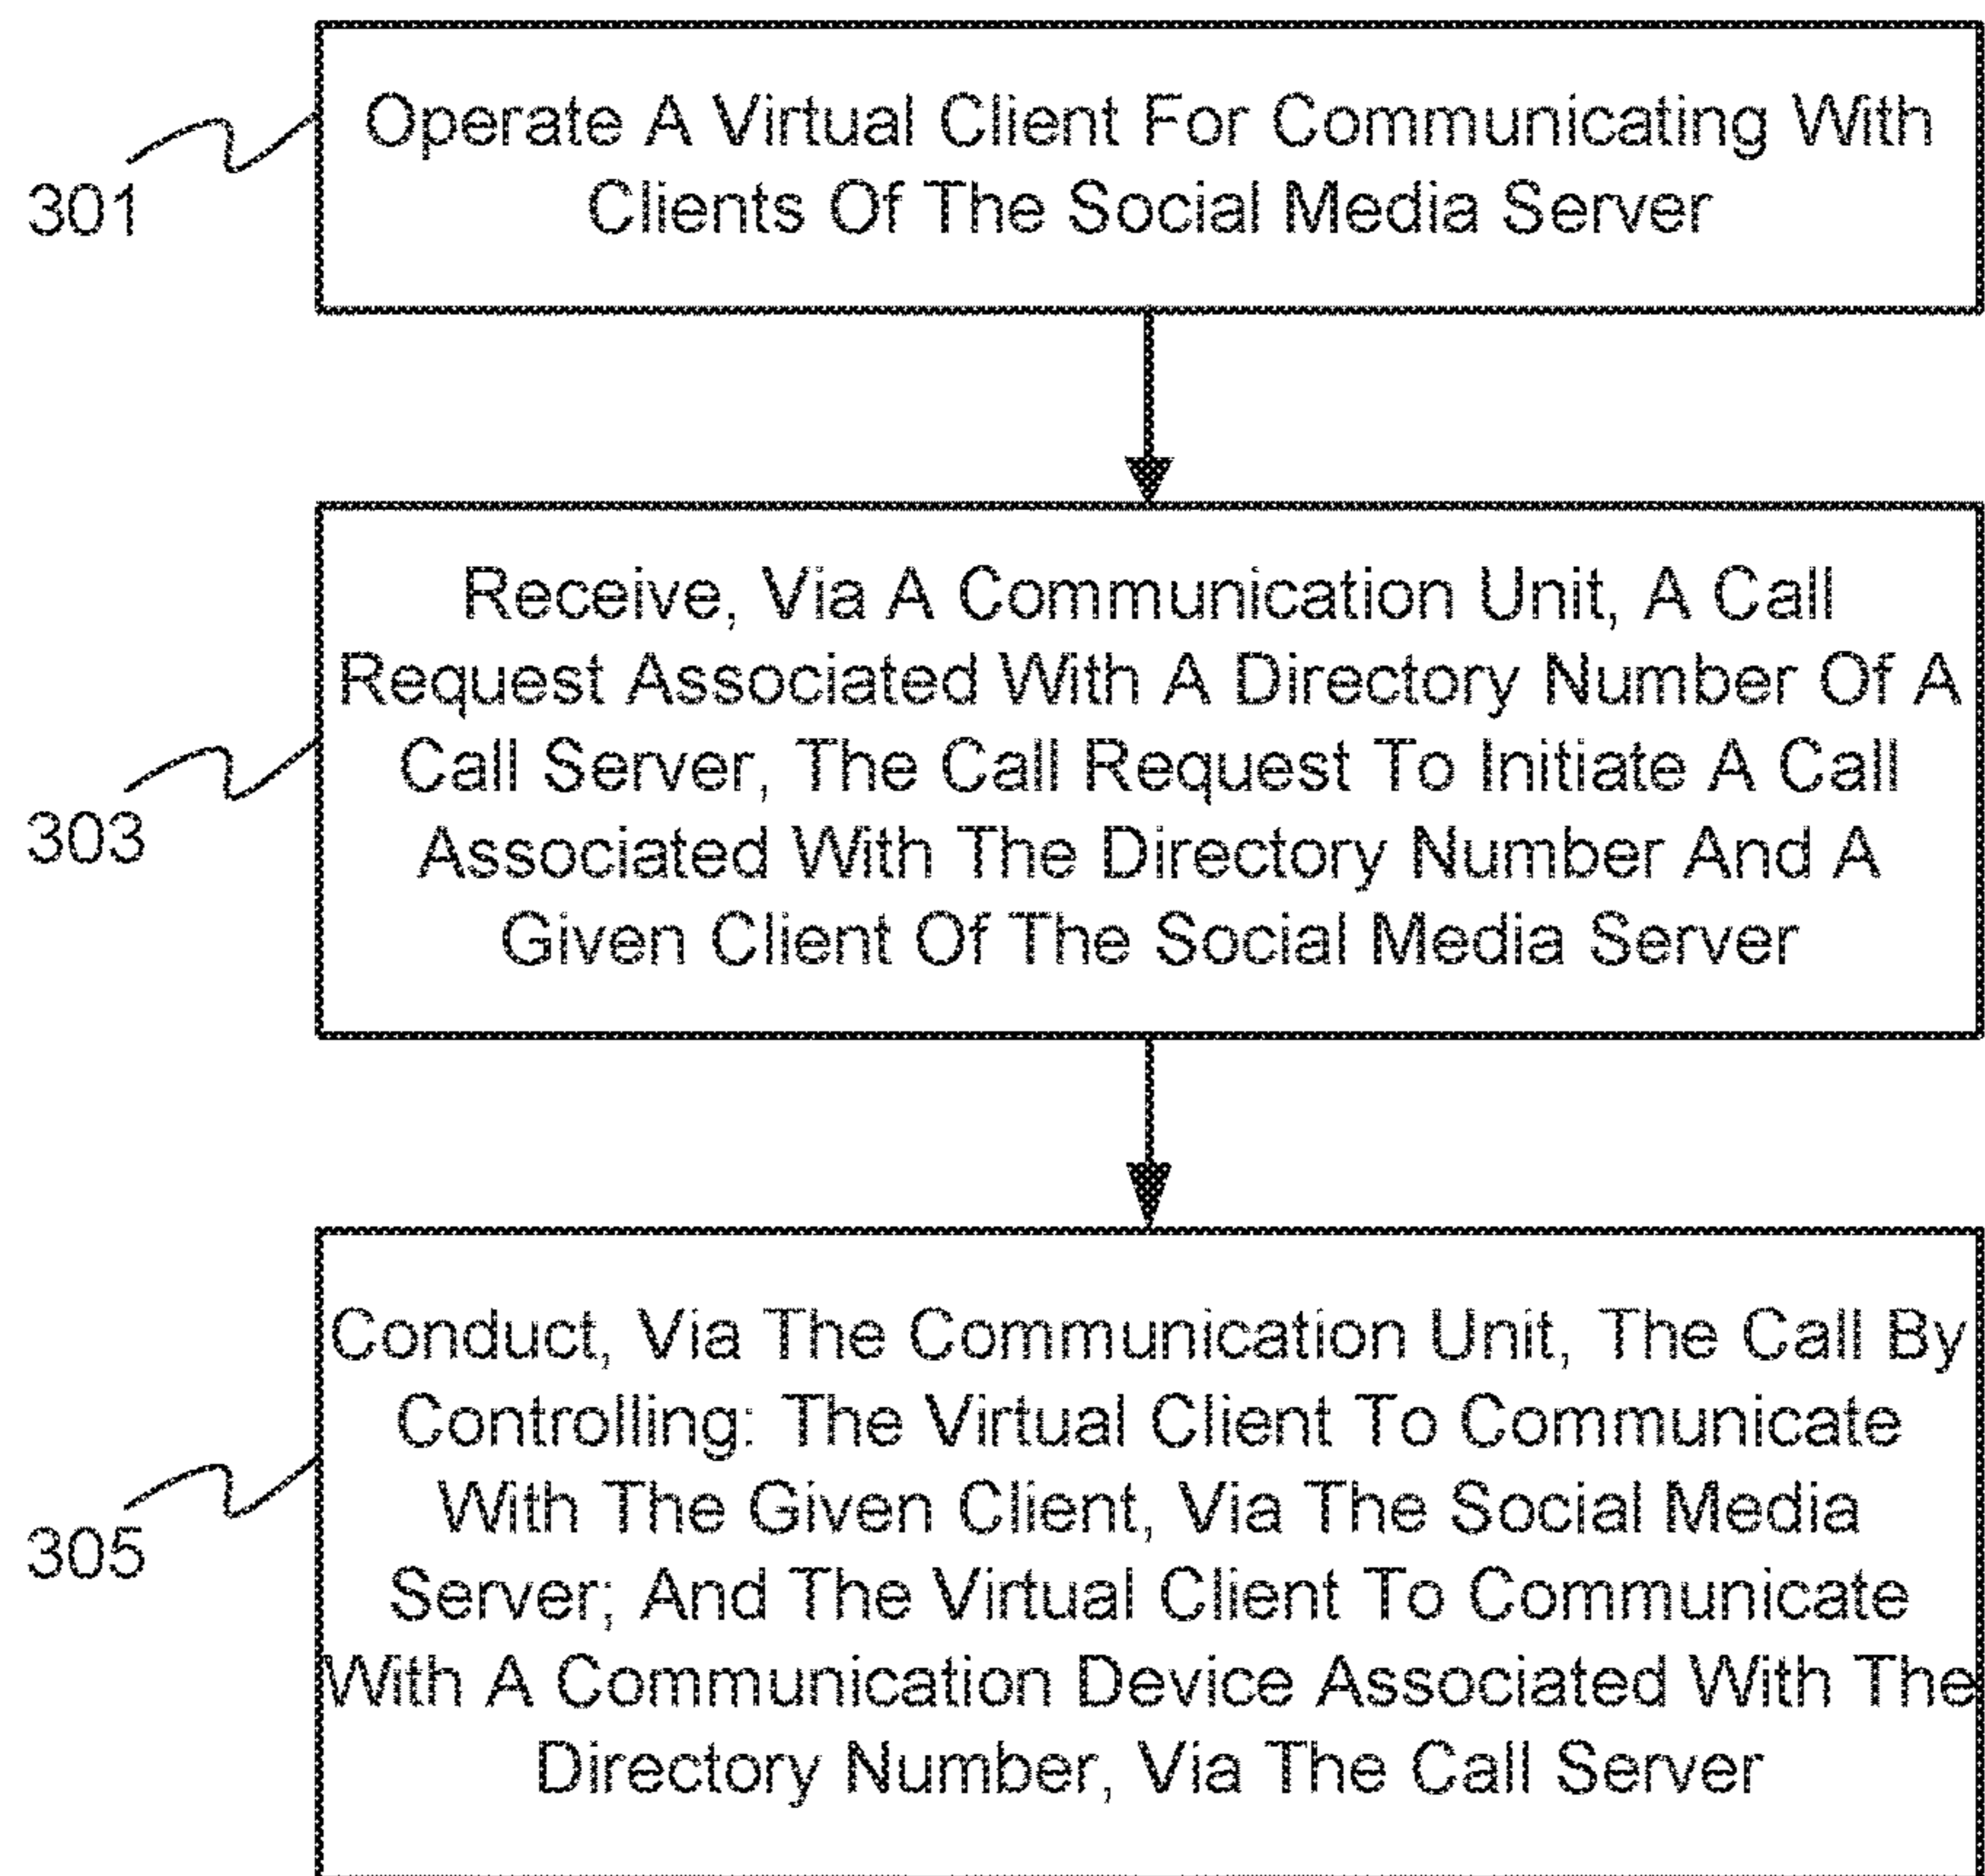 Operate A Virtual Client For Communicating With
Clients Of The Social Media Server
301
Receive, Via A Communication Unit, A Call
Request Associated With A Directory Number Of A
Call Server, The Call Request To Initiate A Call
Associated With The Directory Number And A
Given Client Of The Social Media Server
303
Conduct, Via The Communication Unit, The Call By
Controlling: The Virtual Client To Communicate
With The Given Client, Via The Social Media
Server; And The Virtual Client To Communicate
With A Communication Device Associated With The
Directory Number, Via The Call Server
305